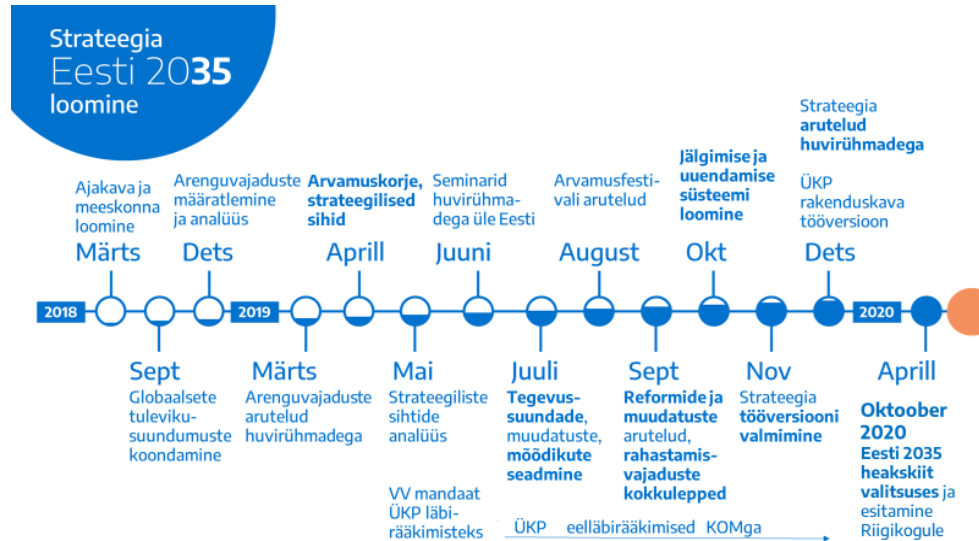 Strateegia
Eesti 2035
loomine
Ajakava ja
meeskonna
loomine
Märts
Arenguvajaduste
määratlemine
ja analüüs
Dets
Arvamuskorje,
strateegilised
sihid
Aprill
Seminarid
huvirühma-
dega üle Eesti
Juuni
Arvamusfesti-
vali arutelud
August
Jälgimise ja
uuendamise
süsteemi
loomine
Okt
Strateegia
arutelud
huvirühmadega
ÜKP
rakenduskava
tööversioon
Dets
2018
2019
2020
Sept
Globaalsete
tuleviku-
suundumuste
koondamine
Märts
Arenguvajaduste
arutelud
huvirühmadega
Mai
Strateegiliste
sihtide
analüüs
VV mandaat
ÜKP läbi-
rääkimisteks
Juuli
Tegevus-
suundade,
muudatuste,
mõõdikute
seadmine
Sept
Reformide ja
muudatuste
arutelud,
rahastamis-
vajaduste
kokkulepped
ÜKP eelläbirääkimised KOMga
Nov
Strateegia
tööversiooni
valmimine
Aprill
Oktoober
2020
Eesti 2035
heakskiit
valitsuses ja
esitamine
Riigikogule